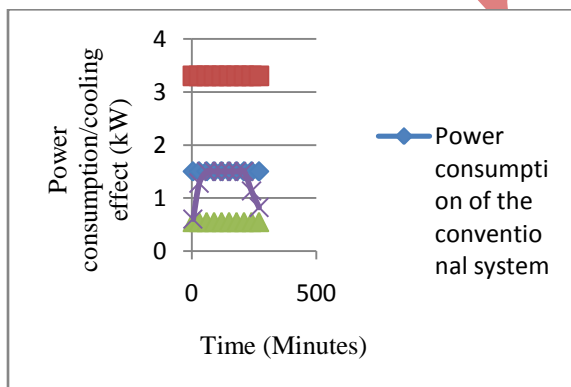 Power
consumption/cooling
effect (kW)
4
3
2
1
0
0
500
Time (Minutes)
Power
consumpti
on of the
conventio
nal system